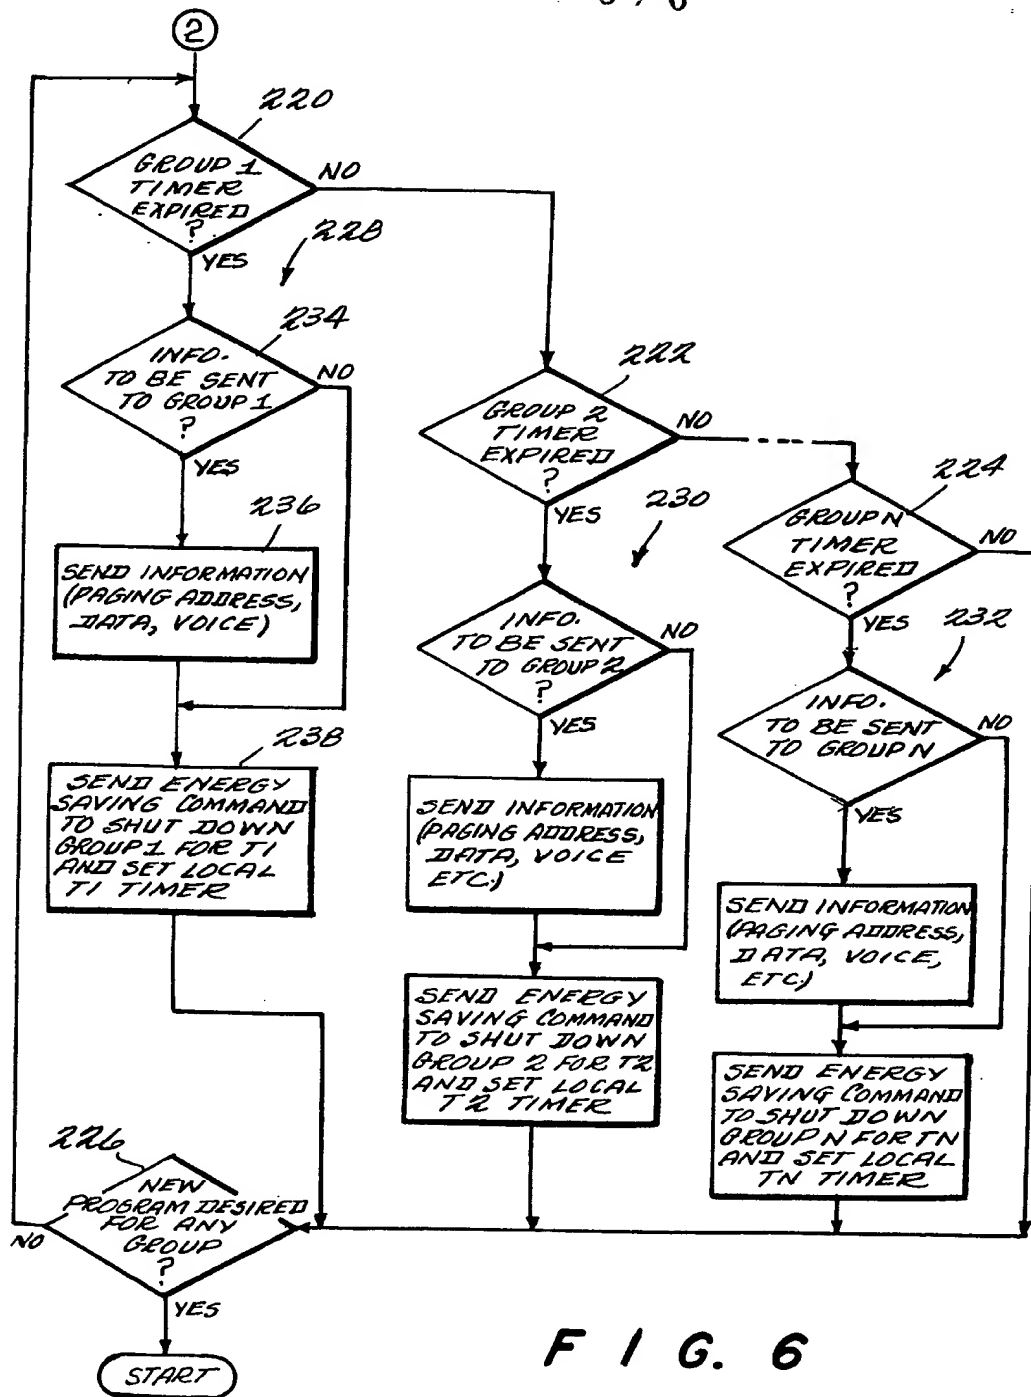 6/6
2
220
GROUP 1
TIMER
EXPIRED
?
NO
YES
228
234
INFO.
TO BE SENT
TO GROUP 1
?
NO
YES
236
SEND INFORMATION
(PAGING ADDRESS,
DATA, VOICE)
238
SEND ENERGY
SAVING COMMAND
TO SHUT DOWN
GROUP 1 FOR T1
AND SET LOCAL
T1 TIMER
222
GROUP 2
TIMER
EXPIRED
?
NO
YES
230
INFO.
TO BE SENT
TO GROUP 2
?
NO
YES
SEND INFORMATION
(PAGING ADDRESS,
DATA, VOICE
ETC.)
SEND ENERGY
SAVING COMMAND
TO SHUT DOWN
GROUP 2 FOR T2
AND SET LOCAL
T2 TIMER
224
GROUP N
TIMER
EXPIRED
?
NO
YES
232
INFO.
TO BE SENT
TO GROUP N
NO
YES
SEND INFORMATION
(PAGING ADDRESS,
DATA, VOICE,
ETC.)
SEND ENERGY
SAVING COMMAND
TO SHUT DOWN
GROUP N FOR TN
AND SET LOCAL
TN TIMER
226
NEW
PROGRAM DESIRED
FOR ANY
GROUP
?
NO
YES
START
FIG. 6